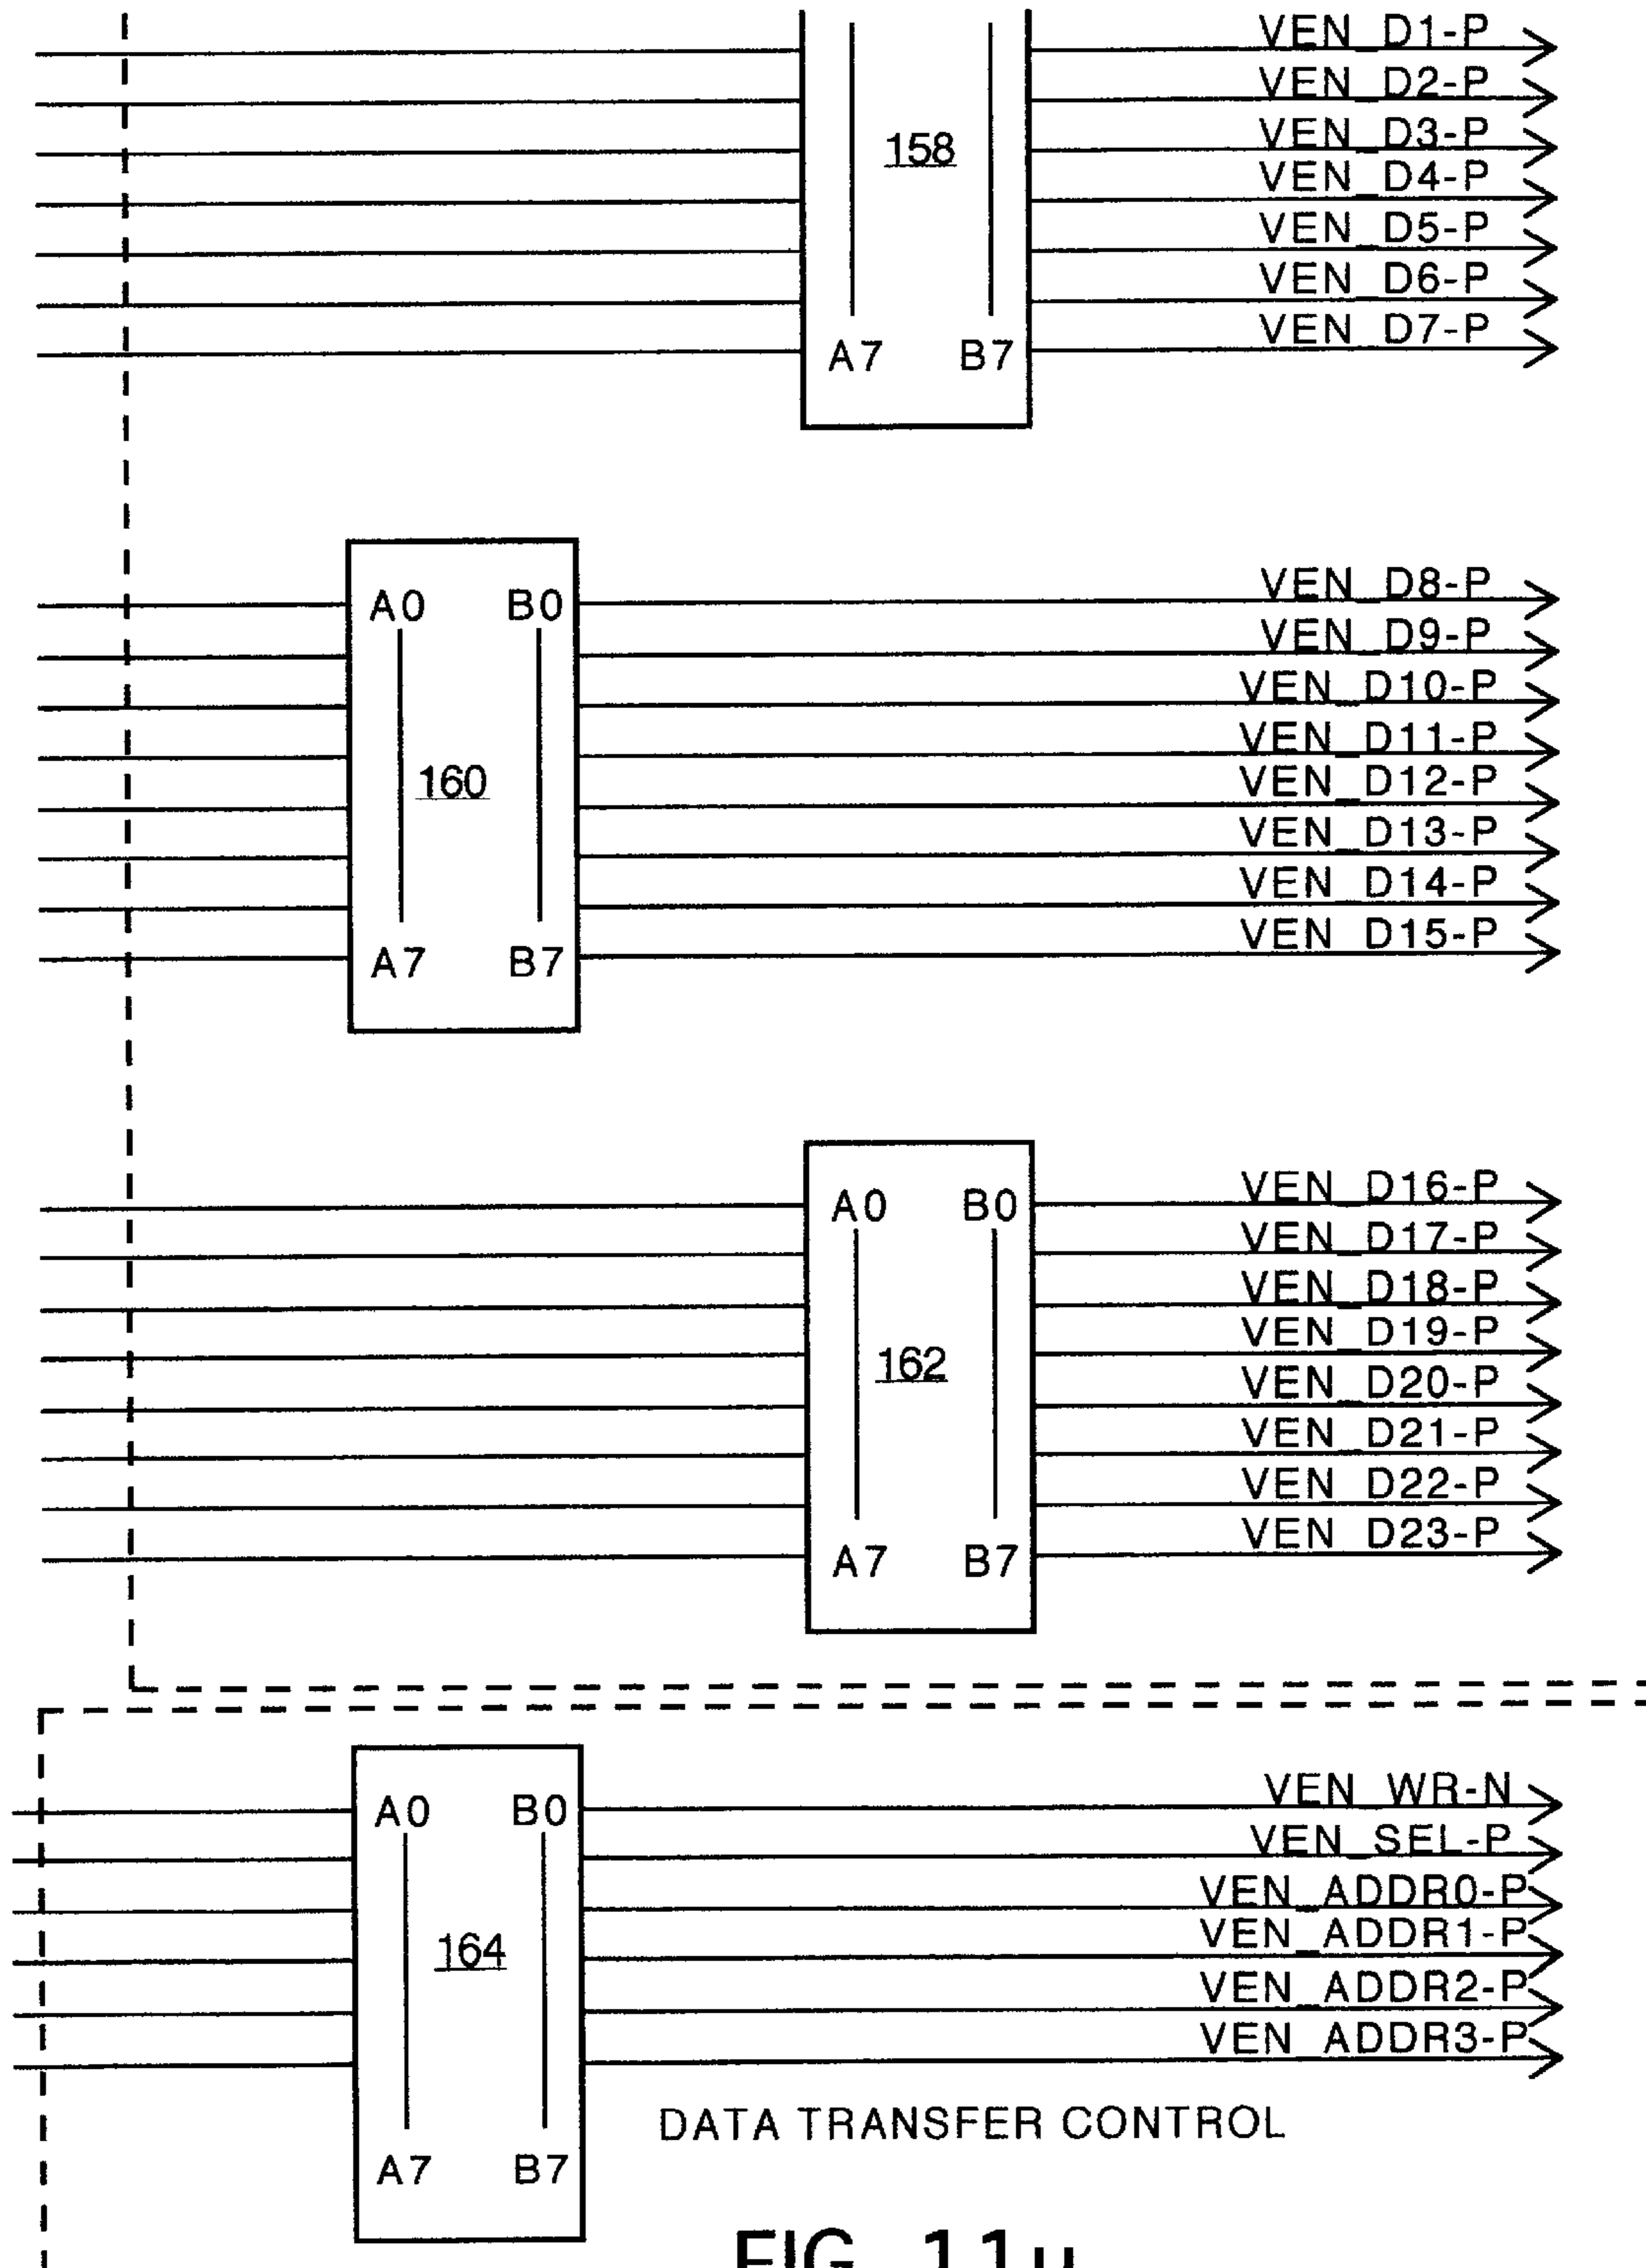 VEN_D1-P
VEN_D2-P
VEN_D3-P
158
VEN_D4-P
VEN_D5-P
VEN_D6-P
VEN_D7-P
A7 B7
A0 B0 VEN_D8-P
VEN_D9-P
VEN_D10-P
VEN_D11-P
160 VEN_D12-P
VEN_D13-P
VEN_D14-P
VEN_D15-P
A7 B7
A0 B0 VEN_D16-P
VEN_D17-P
VEN_D18-P
VEN_D19-P
162
VEN_D20-P
VEN_D21-P
VEN_D22-P
VEN_D23-P
A7 B7
A0 B0 VEN_WR-N
VEN_SEL-P
VEN_ADDR0-P
VEN_ADDR1-P
164
VEN_ADDR2-P
VEN_ADDR3-P
DATA TRANSFER CONTROL
A7 B7
FIG. 11u